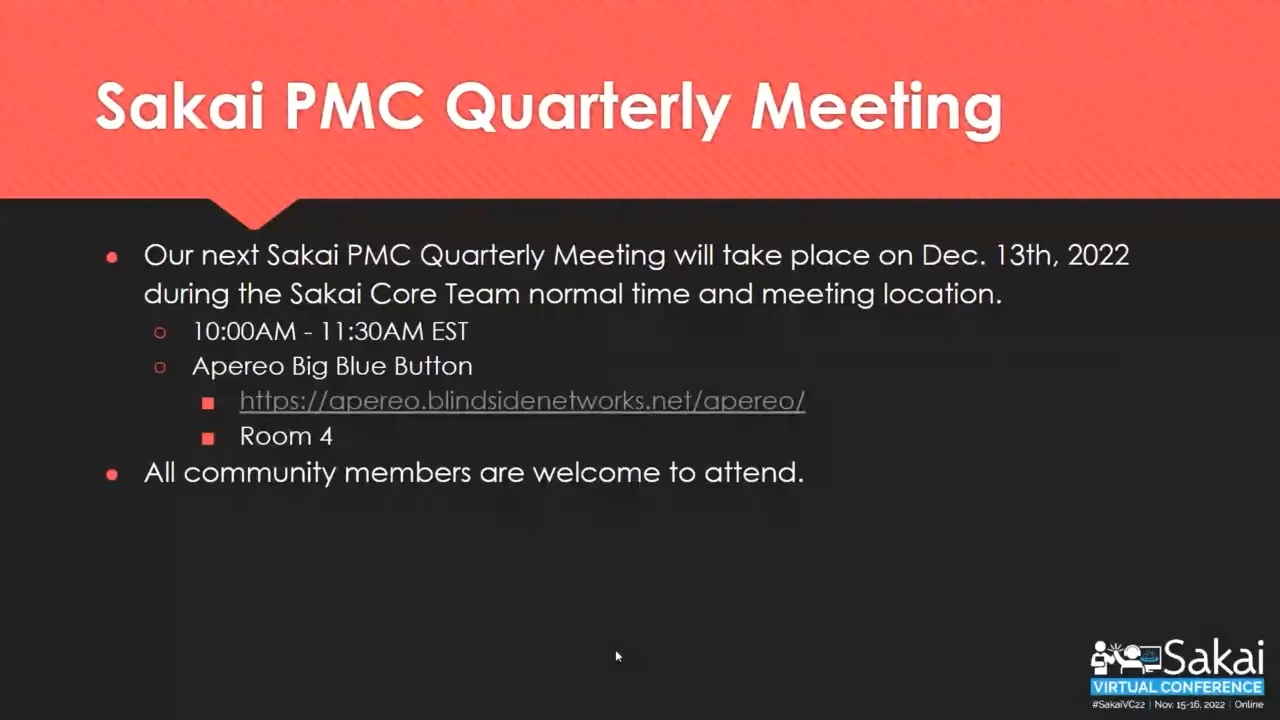 Sakai PMC Quarterly Meeting
Our next Sakai PMC Quarterly Meeting will take place on Dec. 13th, 2022
during the Sakai Core Team normal time and meeting location.
10:00AM - 11:30AM EST
Apereo Big Blue Button
https://apereo.blindsidenetworks.net/apereo/
Room 4
All community members are welcome to attend.
Sakai
VIRTUAL CONFERENCE
#SakaiVC22 | Nov. 15-16, 2022 | Online